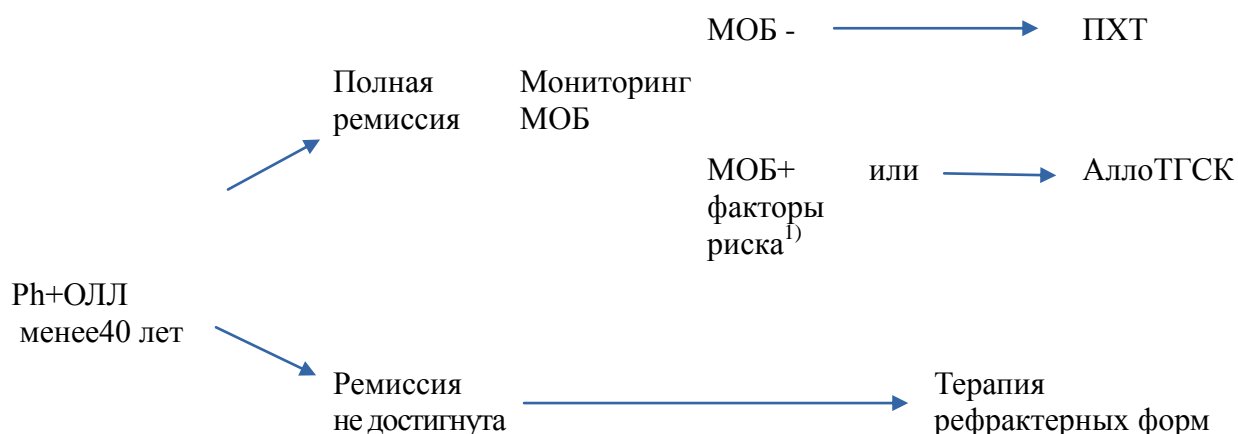 МОБ - ПХТ
Полная Мониторинг
ремиссия МОБ
МОБ+ или АллоТГСК
факторы
риска¹⁾
Ph+ОЛЛ
менее40 лет
Ремиссия Терапия
не достигнута рефрактерных форм